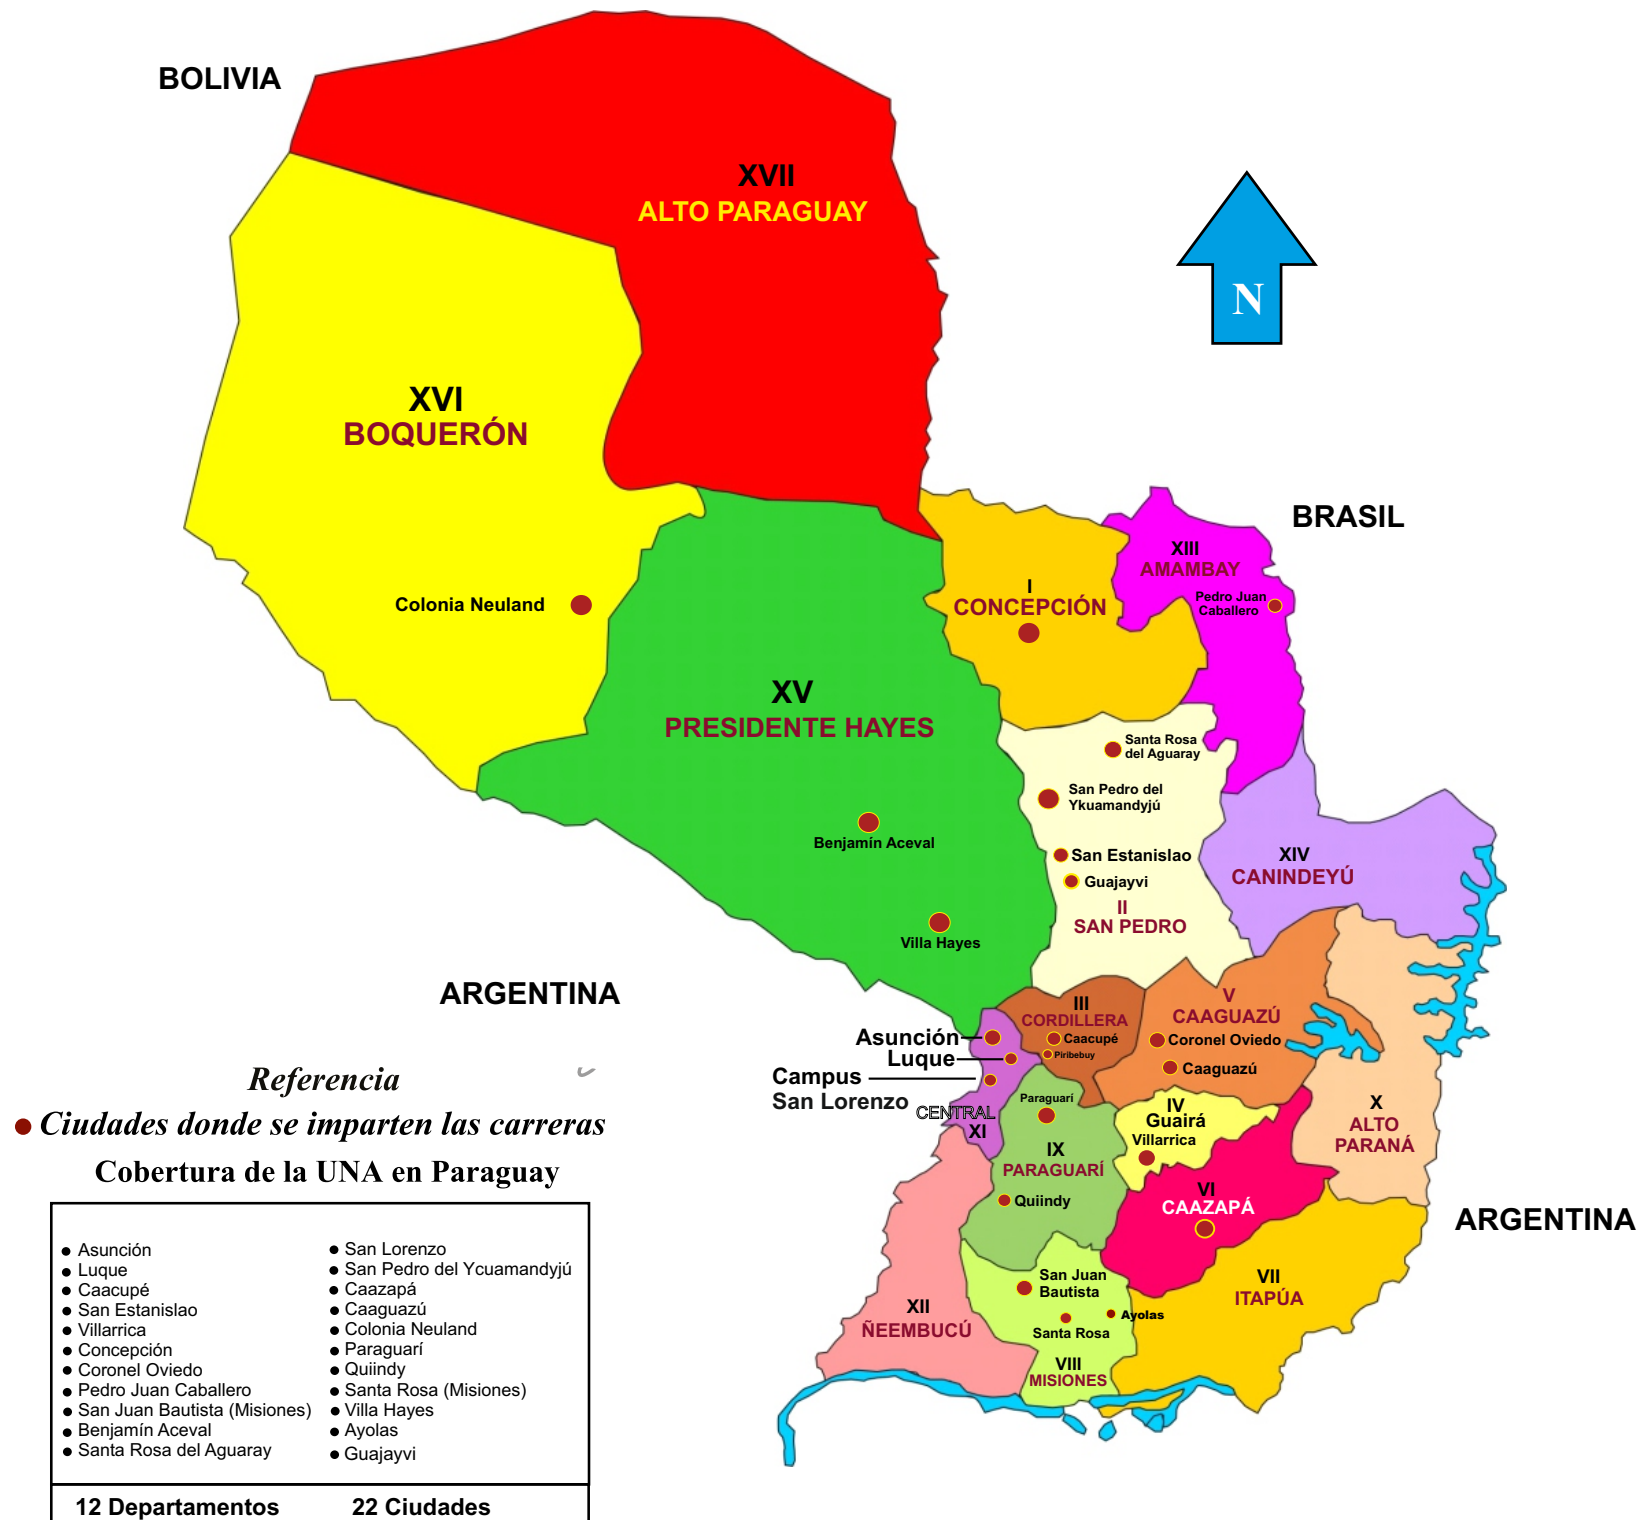 BOLIVIA
XVII
ALTO PARAGUAY
N
XVI
BOQUERÓN
BRASIL
XIII
AMAMBAY
Pedro Juan
Caballero
I
CONCEPCIÓN
Colonia Neuland
XV
PRESIDENTE HAYES
Santa Rosa
del Aguaray
San Pedro del
Ykuamandyjú
Benjamín Aceval
San Estanislao
Guajayvi
II
SAN PEDRO
XIV
CANINDEYÚ
Villa Hayes
ARGENTINA
III
CORDILLERA
Caacupé
Piribebuy
V
CAAGUAZÚ
Coronel Oviedo
Caaguazú
Asunción
Luque
Campus
San Lorenzo
CENTRAL
XI
Paraguarí
IX
PARAGUARÍ
Quiindy
IV
Guairá
Villarrica
X
ALTO
PARANÁ
VI
CAAZAPÁ
ARGENTINA
VII
ITAPÚA
San Juan
Bautista
Ayolas
Santa Rosa
VIII
MISIONES
XII
ÑEEMBUCÚ
Referencia
Ciudades donde se imparten las carreras
Cobertura de la UNA en Paraguay
Asunción
Luque
Caacupé
San Estanislao
Villarrica
Concepción
Coronel Oviedo
Pedro Juan Caballero
San Juan Bautista (Misiones)
Benjamín Aceval
Santa Rosa del Aguaray
San Lorenzo
San Pedro del Ycuamandyjú
Caazapá
Caaguazú
Colonia Neuland
Paraguarí
Quiindy
Santa Rosa (Misiones)
Villa Hayes
Ayolas
Guajayvi
12 Departamentos
22 Ciudades